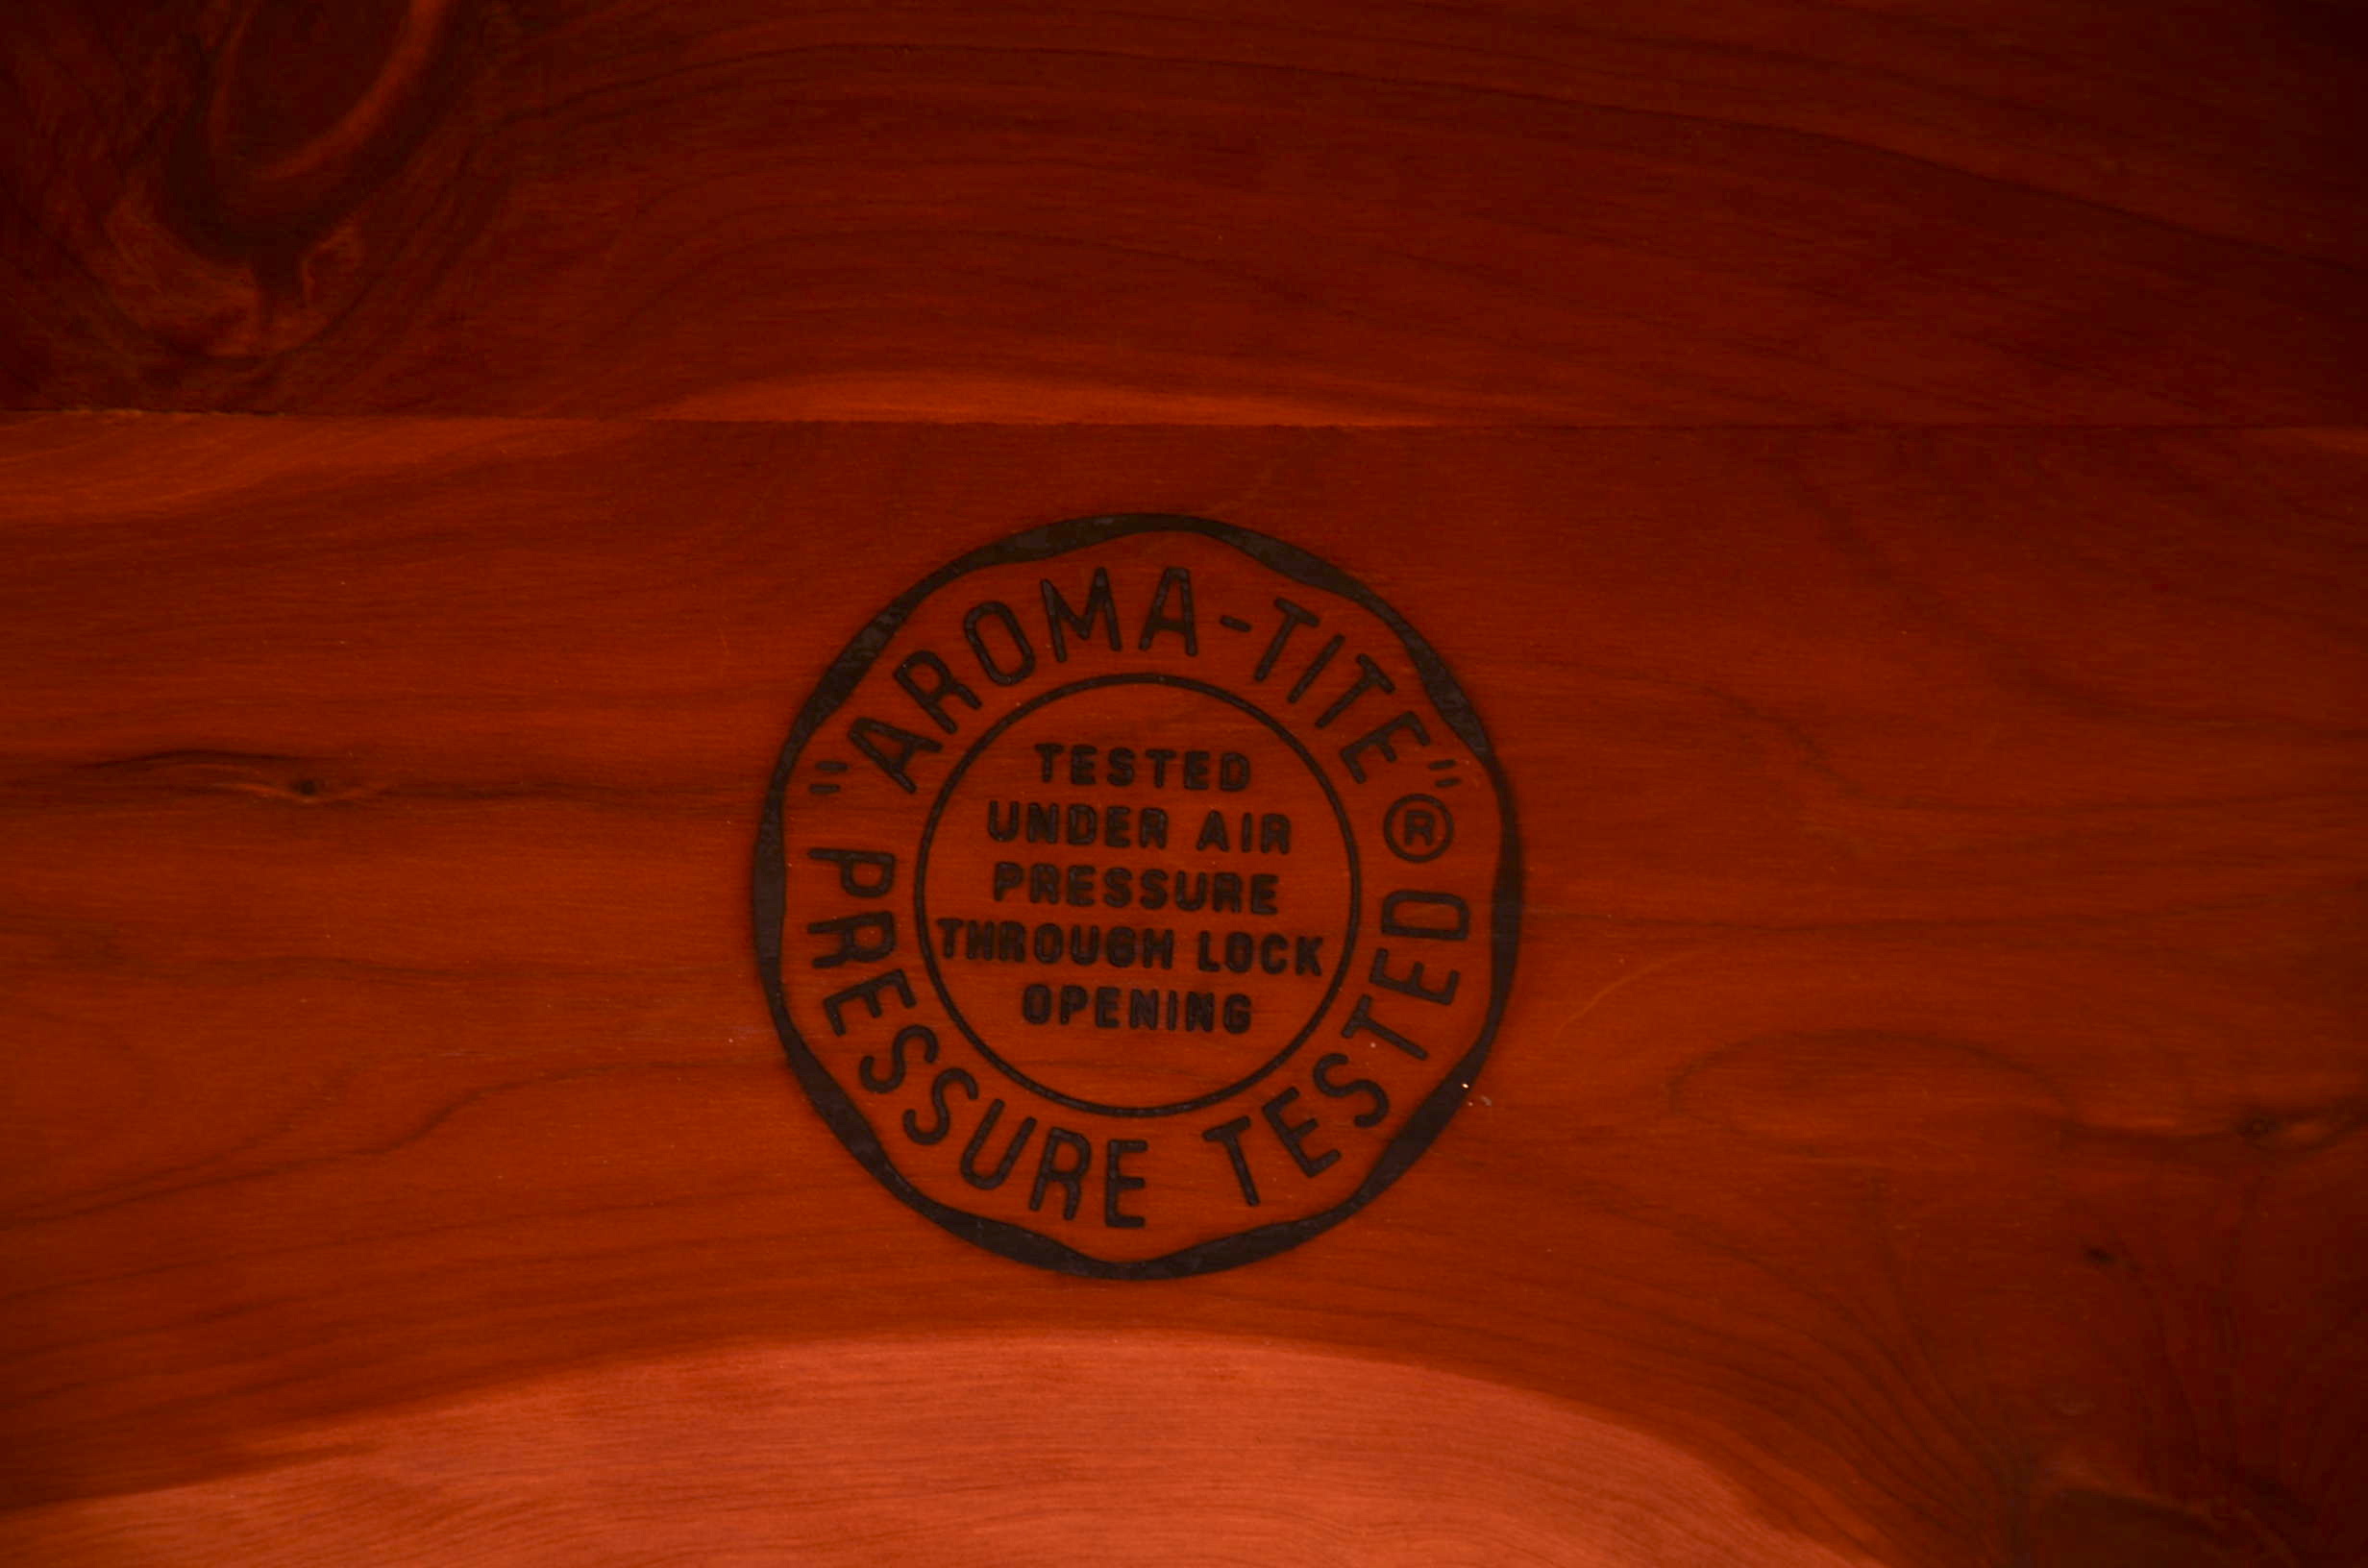 "AROMA-TITE"®
PRESSURE TESTED
TESTED
UNDER AIR
PRESSURE
THROUGH LOCK
OPENING